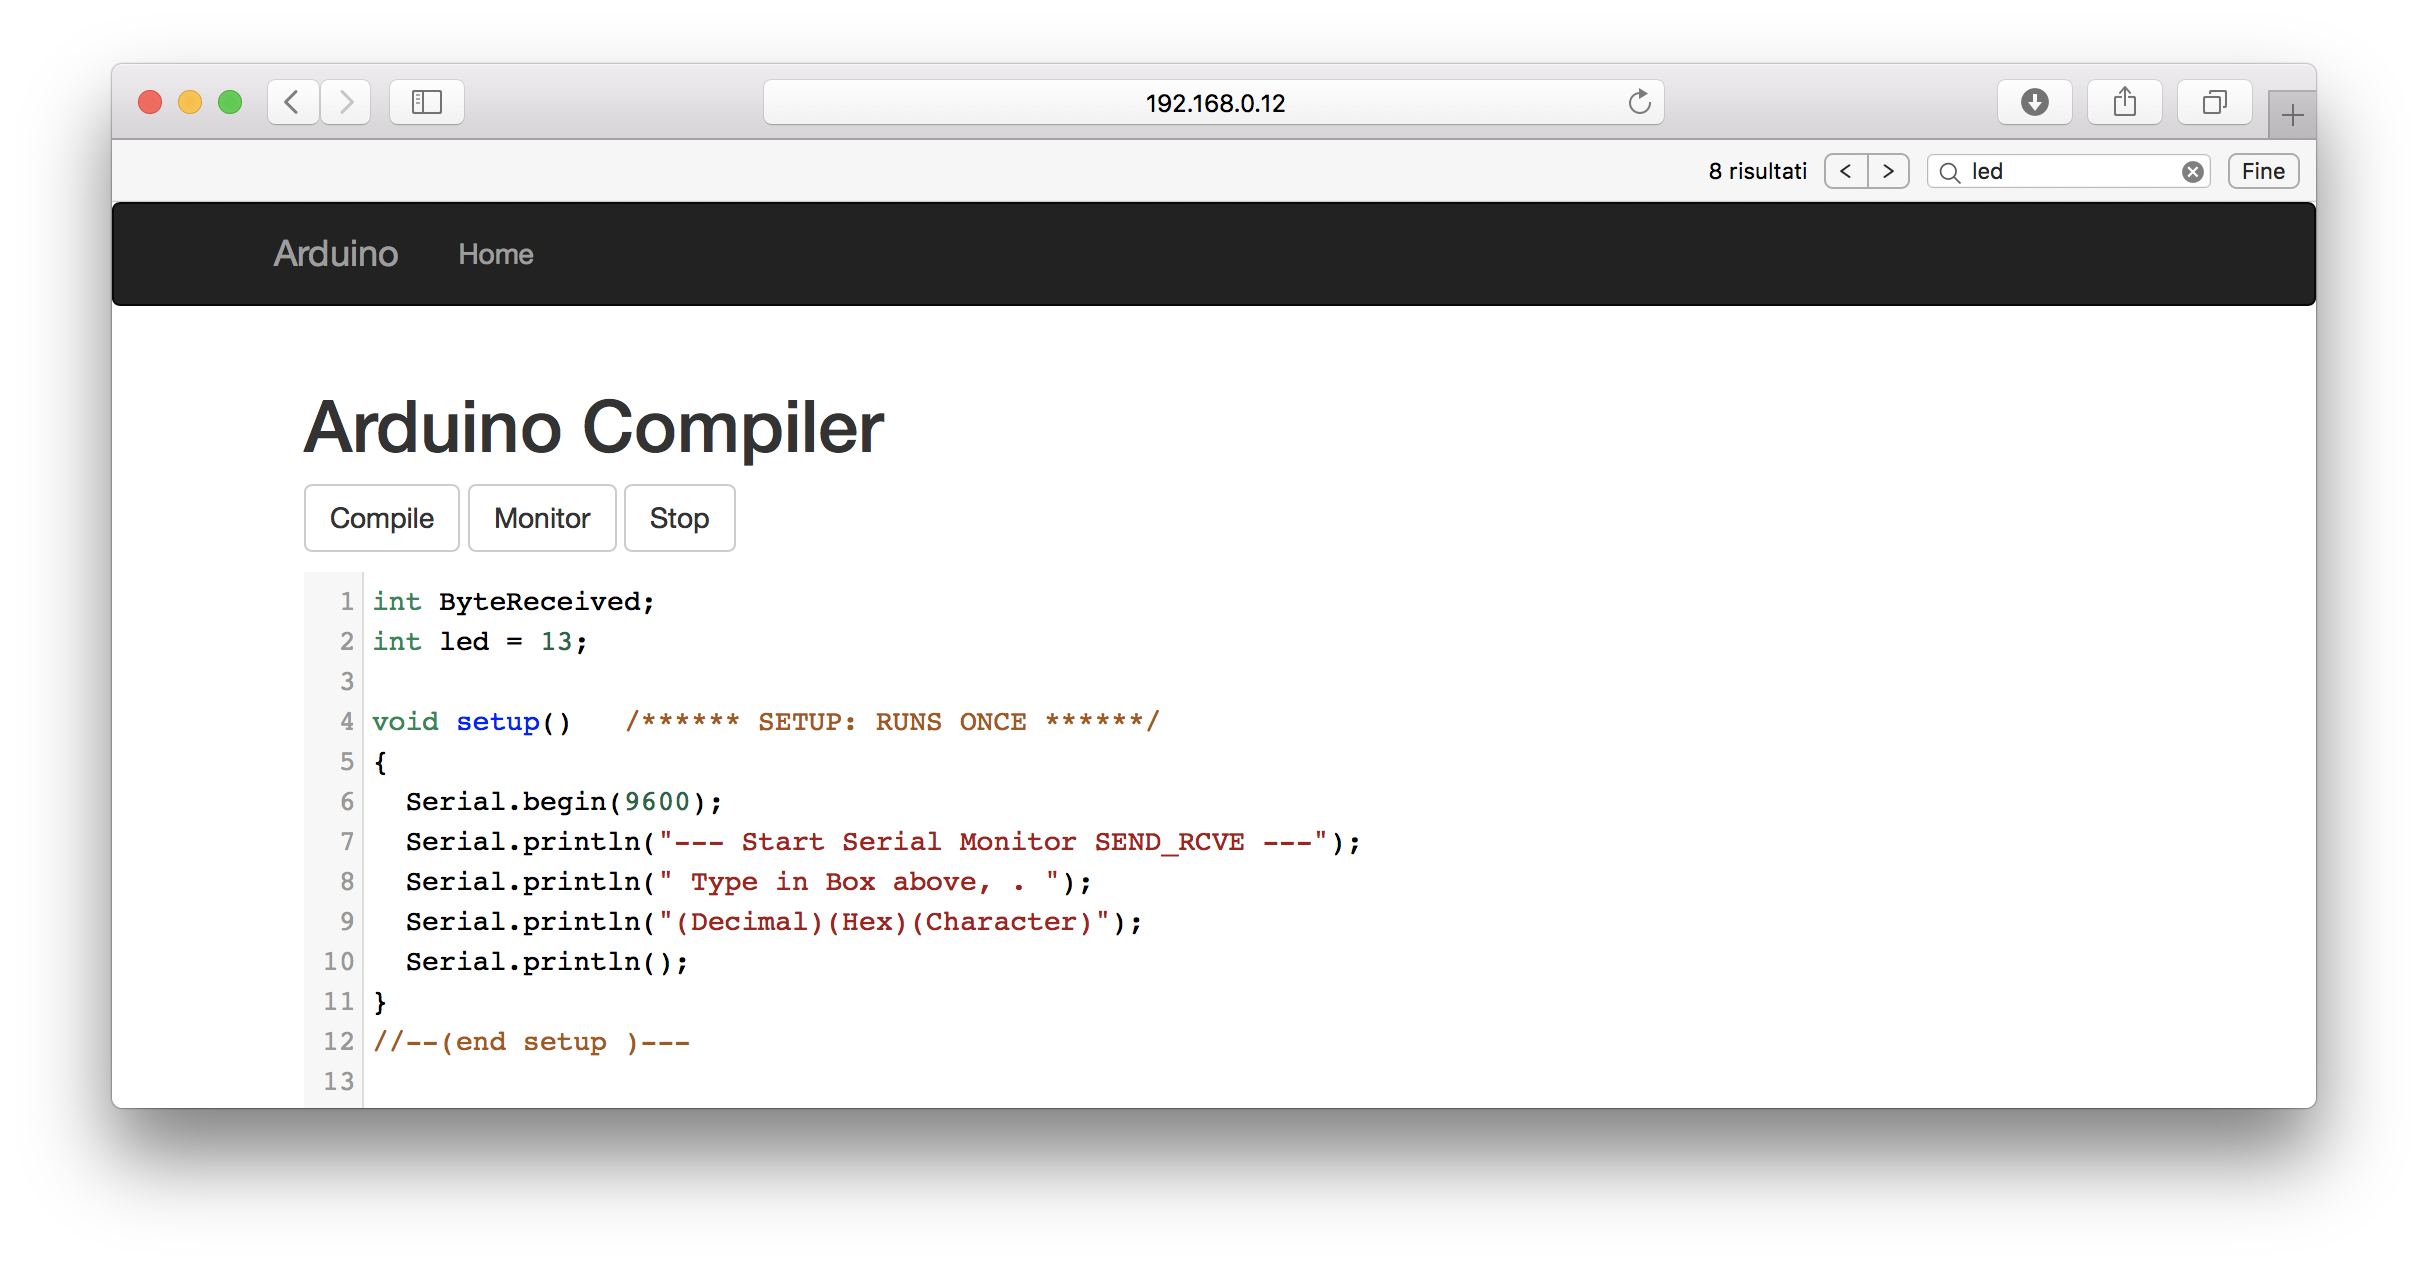 192.168.0.12
8 risultati < > led Fine
Arduino Home
Arduino Compiler
Compile Monitor Stop
1 int ByteReceived;
2 int led = 13;
3
4 void setup()   /****** SETUP: RUNS ONCE ******/
5 {
6   Serial.begin(9600);
7   Serial.println("--- Start Serial Monitor SEND_RCVE ---");
8   Serial.println(" Type in Box above, . ");
9   Serial.println("(Decimal)(Hex)(Character)");
10   Serial.println();
11 }
12 //--(end setup )---
13